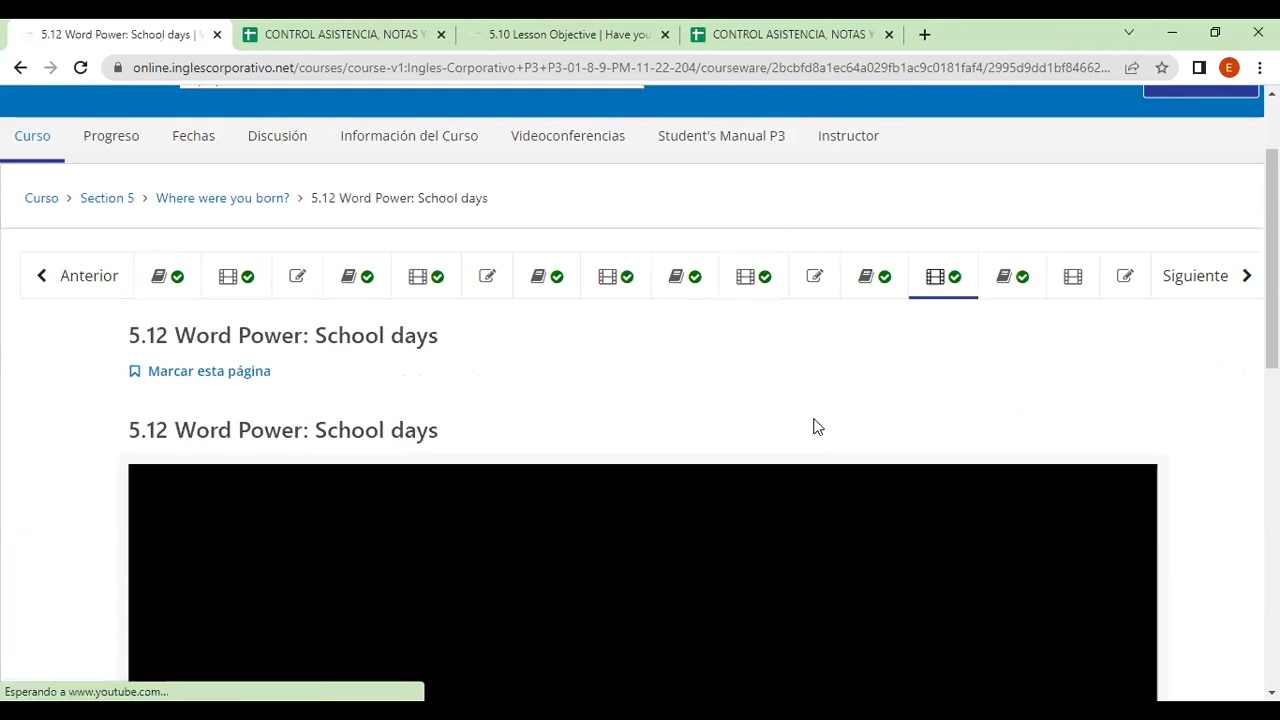 5.12 Word Power: School days | W
CONTROL ASISTENCIA, NOTAS Y
5.10 Lesson Objective | Have you
CONTROL ASISTENCIA, NOTAS Y
online.inglescorporativo.net/courses/course-v1:Ingles-Corporativo+P3+P3-01-8-9-PM-11-22-204/courseware/2bcbfd8a1ec64a029fb1ac9c0181faf4/2995d9dd1bf84662...
E
Curso Progreso Fechas Discusión Información del Curso Videoconferencias Student's Manual P3 Instructor
Curso > Section 5 > Where were you born? > 5.12 Word Power: School days
Anterior Siguiente
5.12 Word Power: School days
Marcar esta página
5.12 Word Power: School days
Esperando a www.youtube.com...